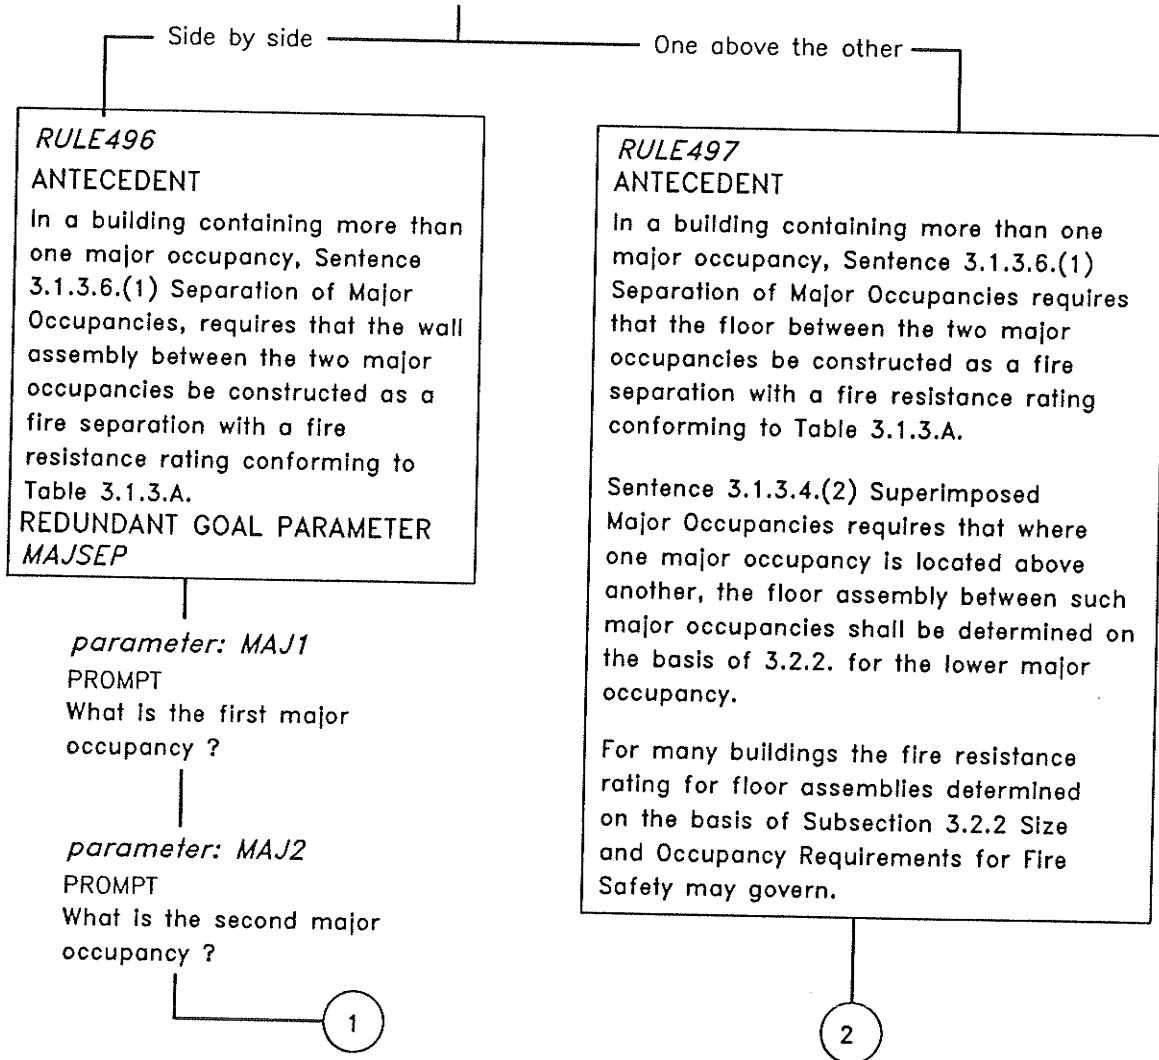 Side by side
One above the other
RULE496
ANTECEDENT
In a building containing more than
one major occupancy, Sentence
3.1.3.6.(1) Separation of Major
Occupancies, requires that the wall
assembly between the two major
occupancies be constructed as a
fire separation with a fire
resistance rating conforming to
Table 3.1.3.A.
REDUNDANT GOAL PARAMETER
MAJSEP
parameter: MAJ1
PROMPT
What is the first major
occupancy ?
parameter: MAJ2
PROMPT
What is the second major
occupancy ?
1
RULE497
ANTECEDENT
In a building containing more than one
major occupancy, Sentence 3.1.3.6.(1)
Separation of Major Occupancies requires
that the floor between the two major
occupancies be constructed as a fire
separation with a fire resistance rating
conforming to Table 3.1.3.A.
Sentence 3.1.3.4.(2) Superimposed
Major Occupancies requires that where
one major occupancy is located above
another, the floor assembly between such
major occupancies shall be determined on
the basis of 3.2.2. for the lower major
occupancy.
For many buildings the fire resistance
rating for floor assemblies determined
on the basis of Subsection 3.2.2 Size
and Occupancy Requirements for Fire
Safety may govern.
2